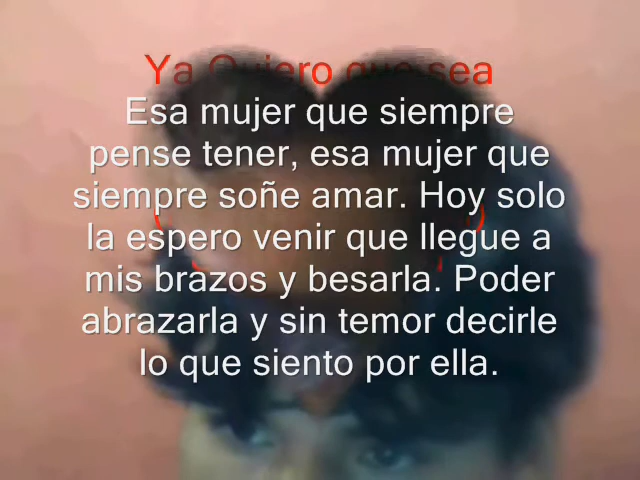 Ya Quiero que sea
Esa mujer que siempre
pense tener, esa mujer que
siempre soñe amar. Hoy solo
la espero venir que llegue a
mis brazos y besarla. Poder
abrazarla y sin temor decirle
lo que siento por ella.